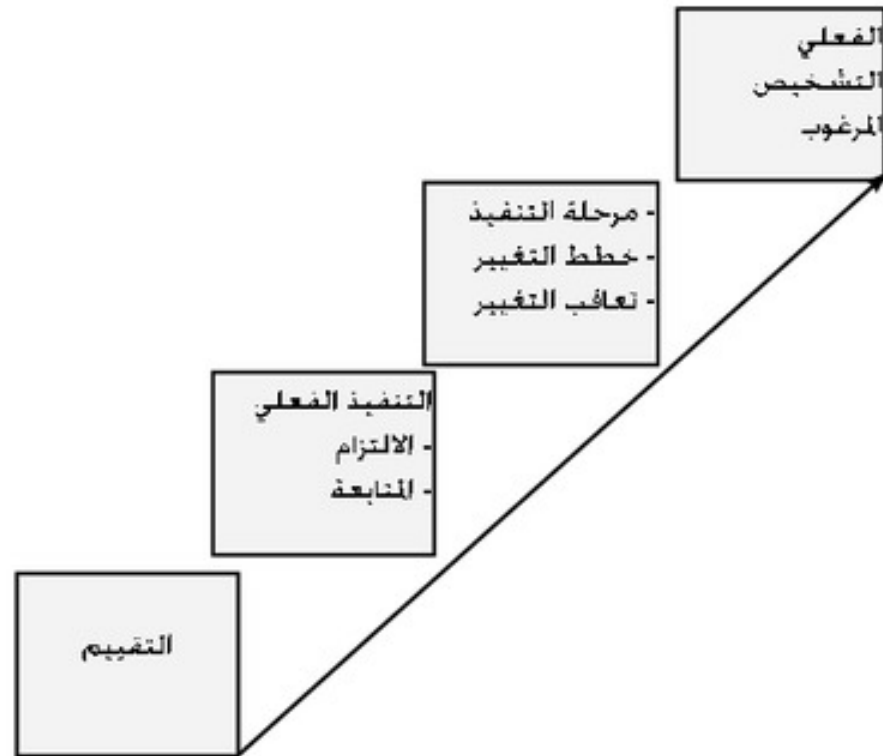 الفعلي
التشخيص
المرغوب
- مرحلة التنفيذ
- خطط التغيير
- تعاقب التغيير
التنفيذ الفعلي
- الالتزام
- المتابعة
التقييم